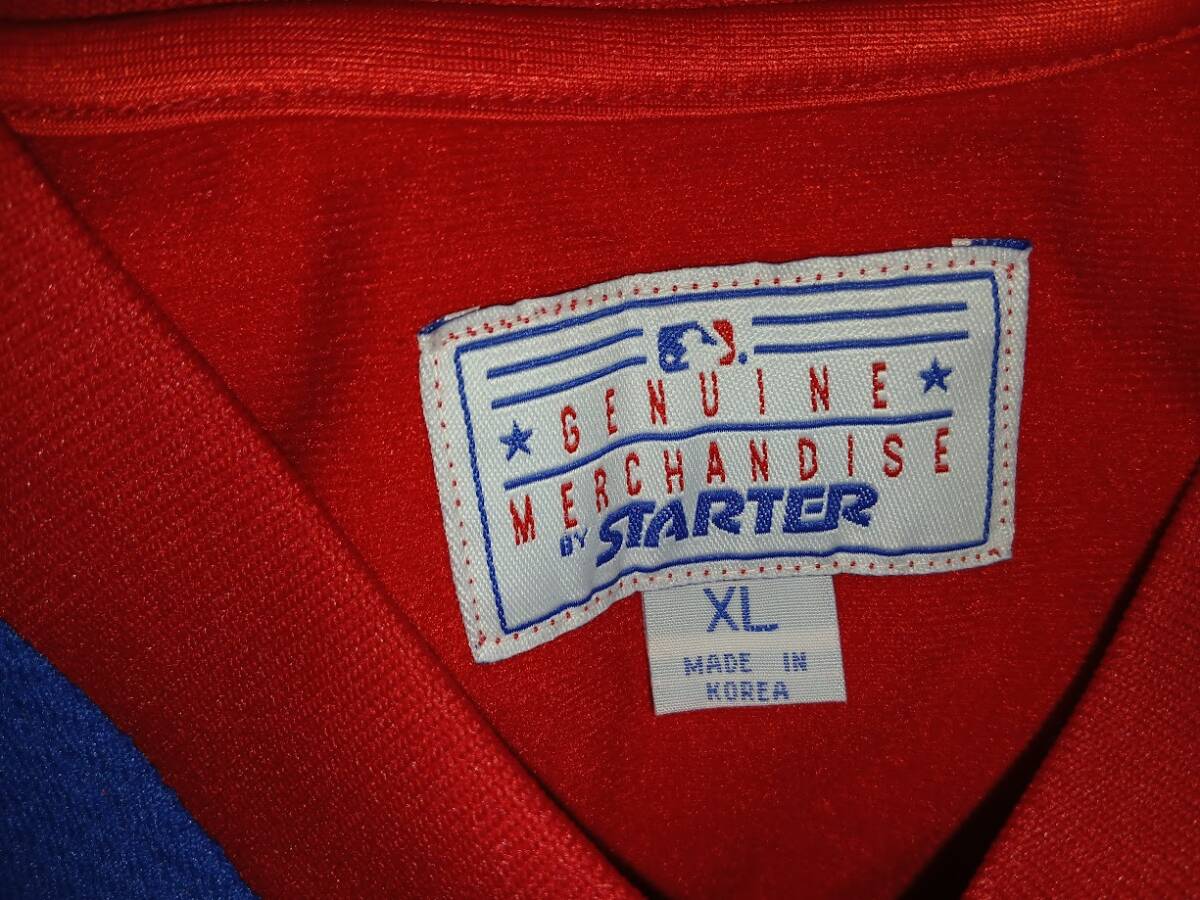 GENUINE
MERCHANDISE
BY STARTER
XL
MADE IN
KOREA